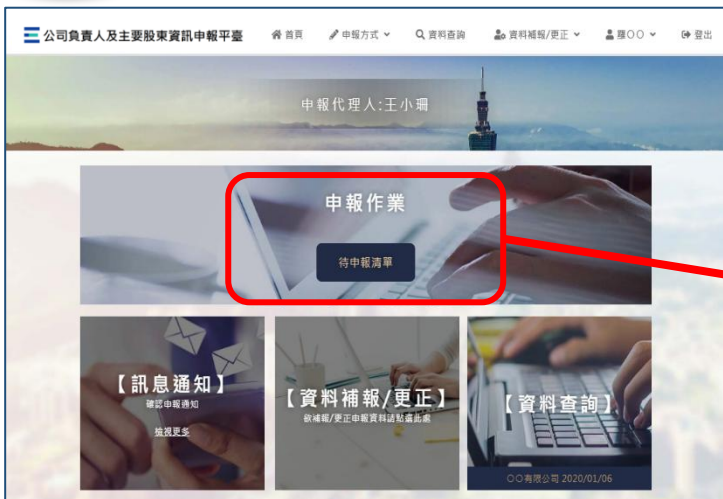 公司負責人及主要股東資訊申報平臺 首頁 申報方式 資料查詢 資料補報/更正 羅○○ 登出
申報代理人:王小珊
申報作業
待申報清單
【訊息通知】
確認申報通知
檢視更多
【資料補報/更正】
欲補報/更正申報資料請點選此處
【資料查詢】
○○有限公司 2020/01/06